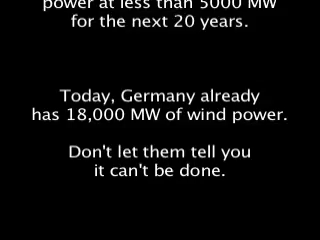 power at less than 5000 MW
for the next 20 years.
Today, Germany already
has 18,000 MW of wind power.
Don't let them tell you
it can't be done.